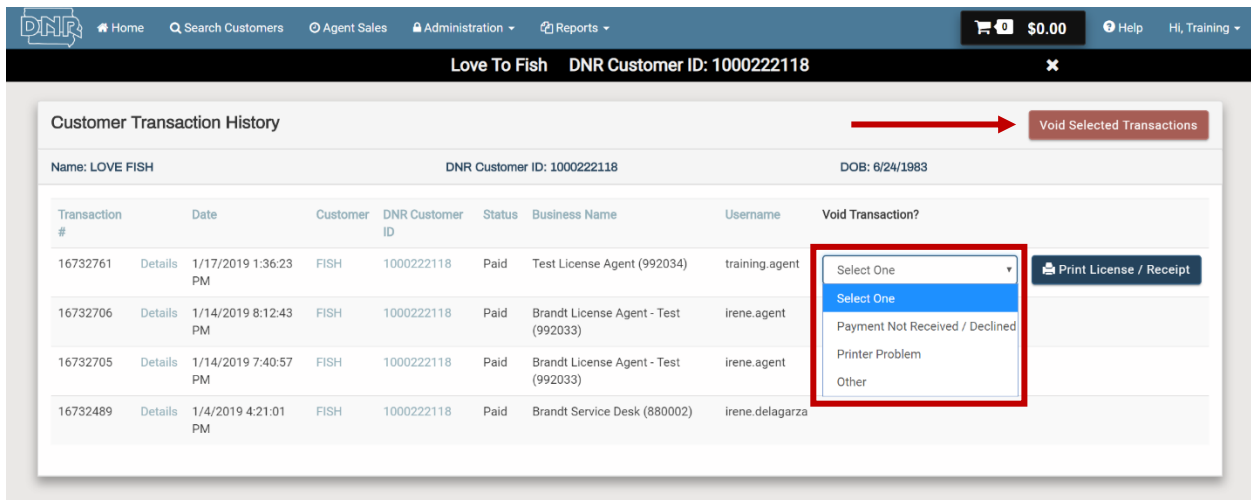 DNR Home Search Customers Agent Sales Administration Reports 0 $0.00 Help Hi, Training
Love To Fish DNR Customer ID: 1000222118
Customer Transaction History Void Selected Transactions
Name: LOVE FISH DNR Customer ID: 1000222118 DOB: 6/24/1983
Transaction Date Customer DNR Customer Status Business Name Username Void Transaction?
# ID
16732761 Details 1/17/2019 1:36:23 FISH 1000222118 Paid Test License Agent (992034) training.agent Select One Print License / Receipt
PM
Select One
16732706 Details 1/14/2019 8:12:43 FISH 1000222118 Paid Brandt License Agent - Test irene.agent
PM (992033)
Payment Not Received / Declined
Printer Problem
16732705 Details 1/14/2019 7:40:57 FISH 1000222118 Paid Brandt License Agent - Test irene.agent
PM (992033)
Other
16732489 Details 1/4/2019 4:21:01 FISH 1000222118 Paid Brandt Service Desk (880002) irene.delagarza
PM